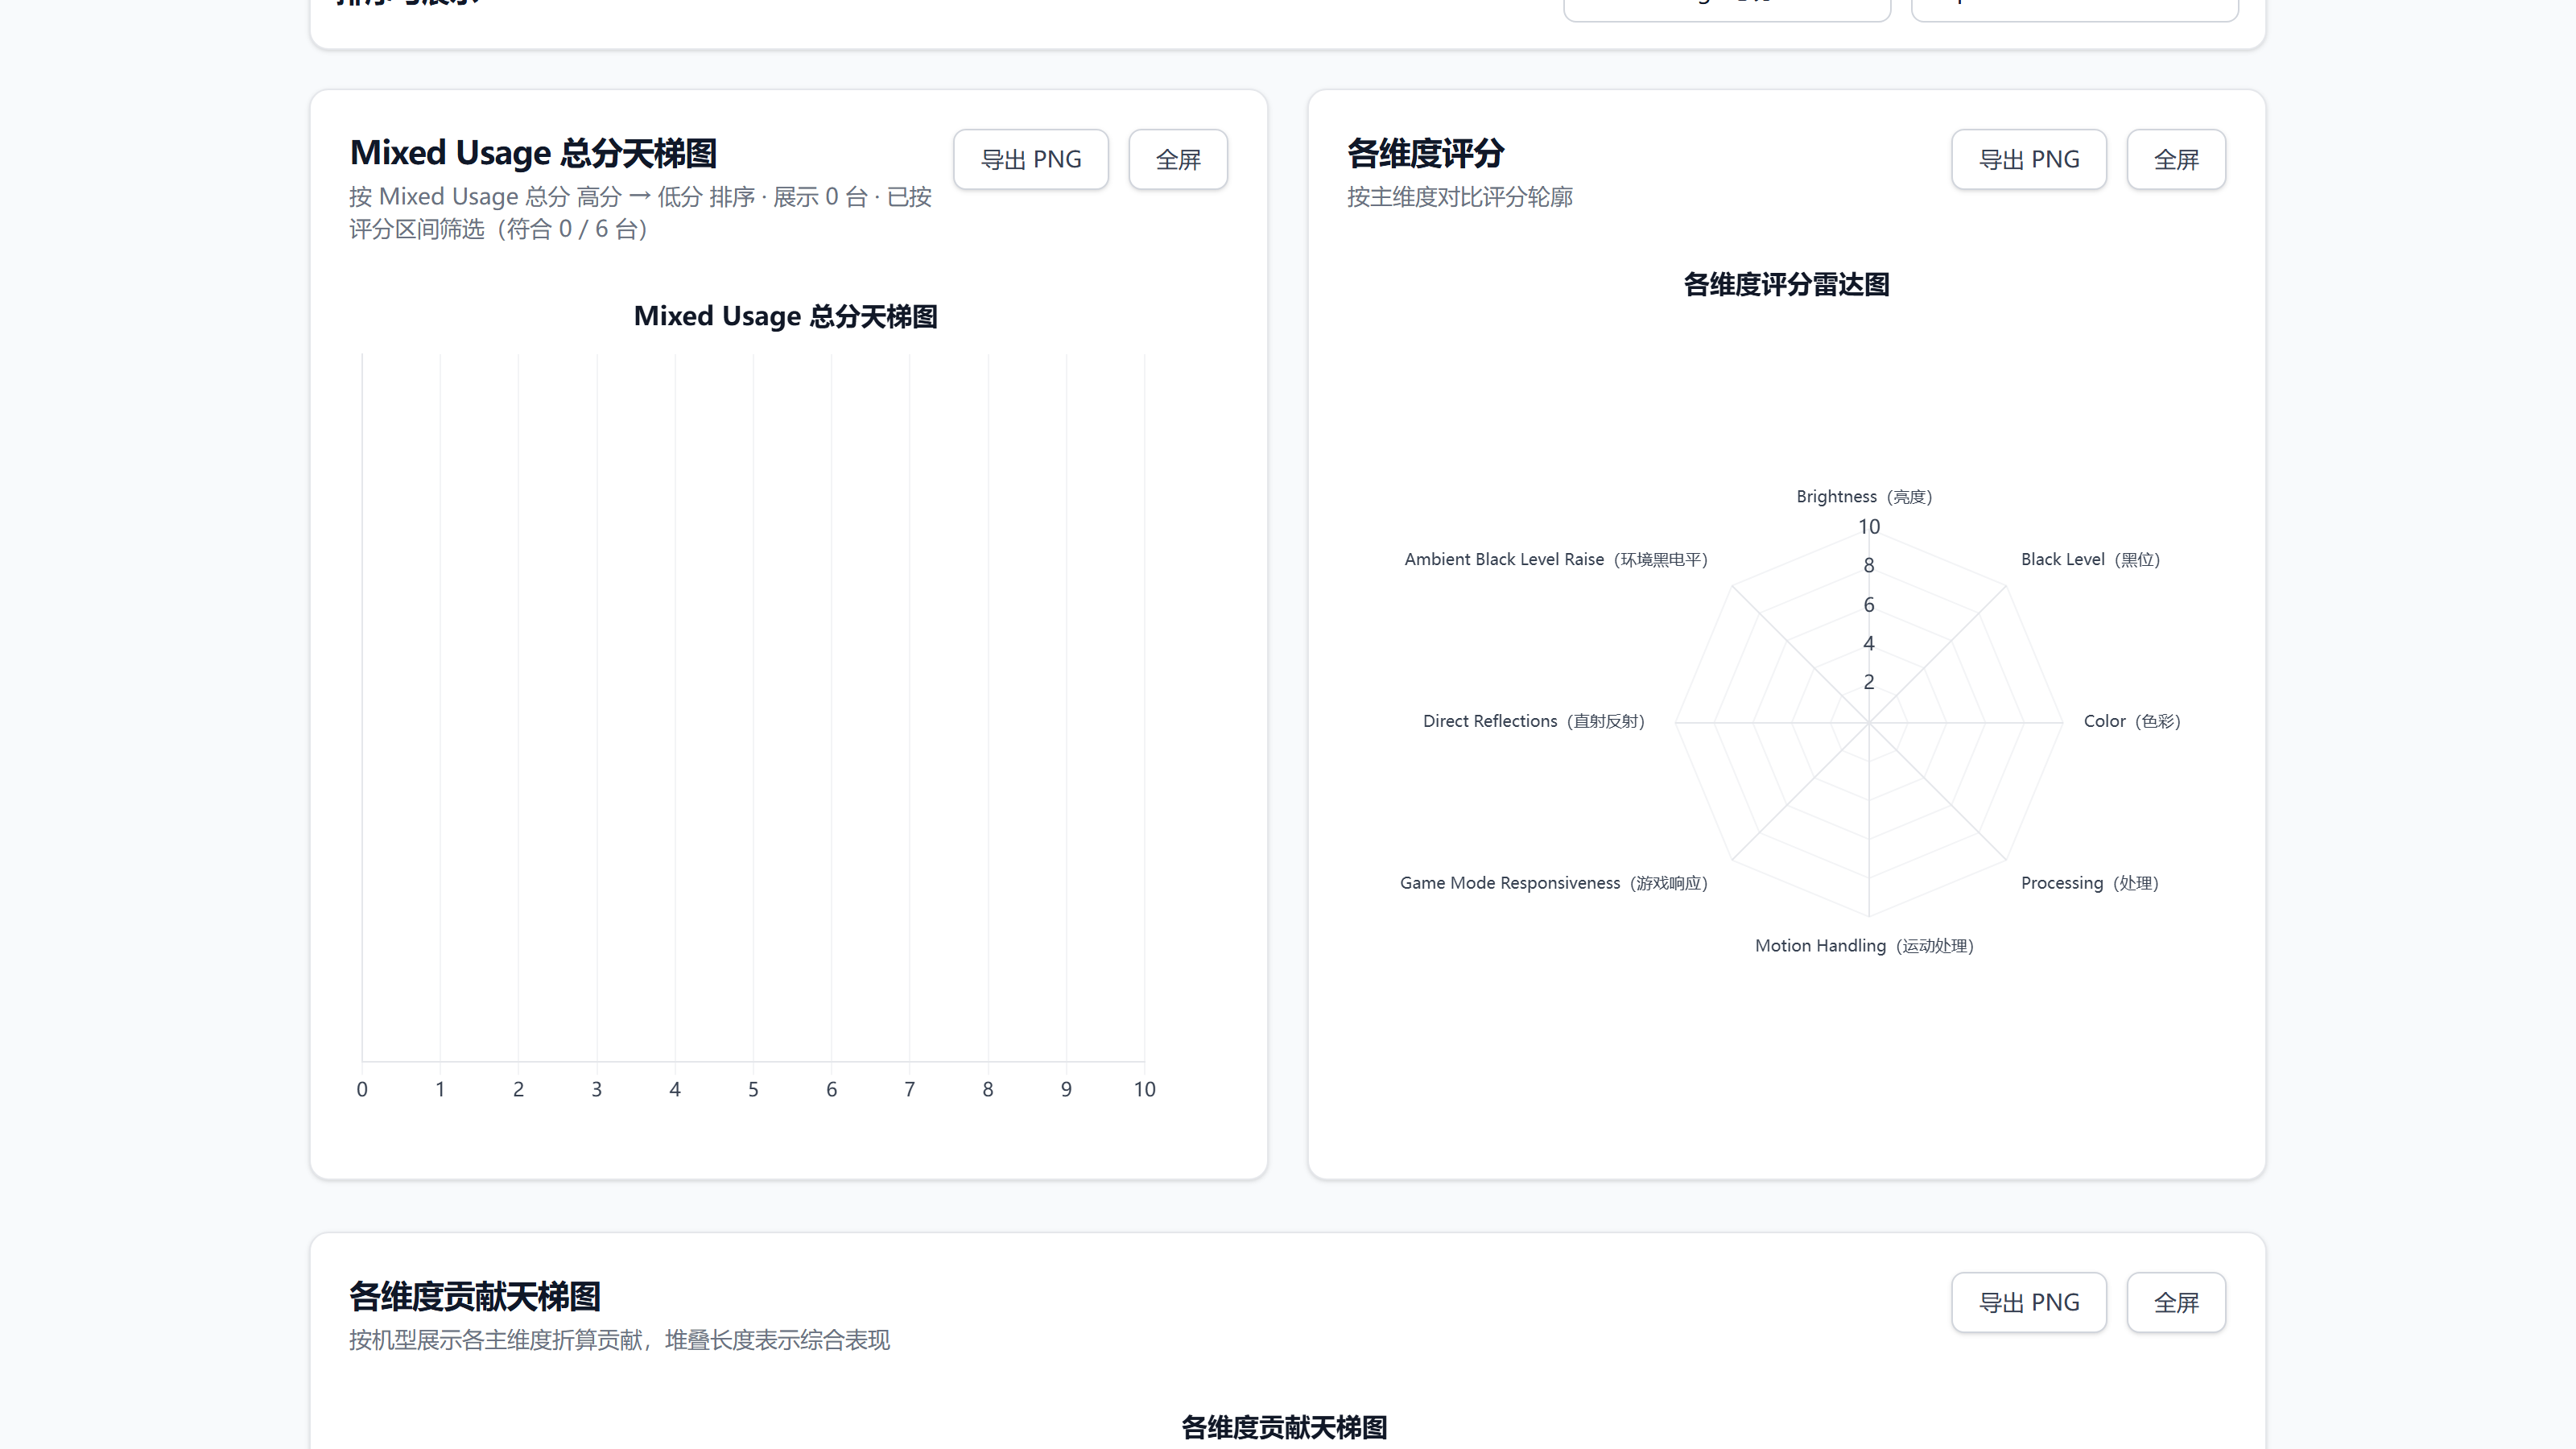 Mixed Usage 总分天梯图
导出 PNG
全屏
按 Mixed Usage 总分 高分 → 低分 排序 · 展示 0 台 · 已按
评分区间筛选（符合 0 / 6 台）
Mixed Usage 总分天梯图
0 1 2 3 4 5 6 7 8 9 10
各维度评分
导出 PNG
全屏
按主维度对比评分轮廓
各维度评分雷达图
Brightness（亮度）
10
Ambient Black Level Raise（环境黑电平）
Black Level（黑位）
8
6
4
2
Direct Reflections（直射反射）
Color（色彩）
Game Mode Responsiveness（游戏响应）
Processing（处理）
Motion Handling（运动处理）
各维度贡献天梯图
导出 PNG
全屏
按机型展示各主维度折算贡献，堆叠长度表示综合表现
各维度贡献天梯图